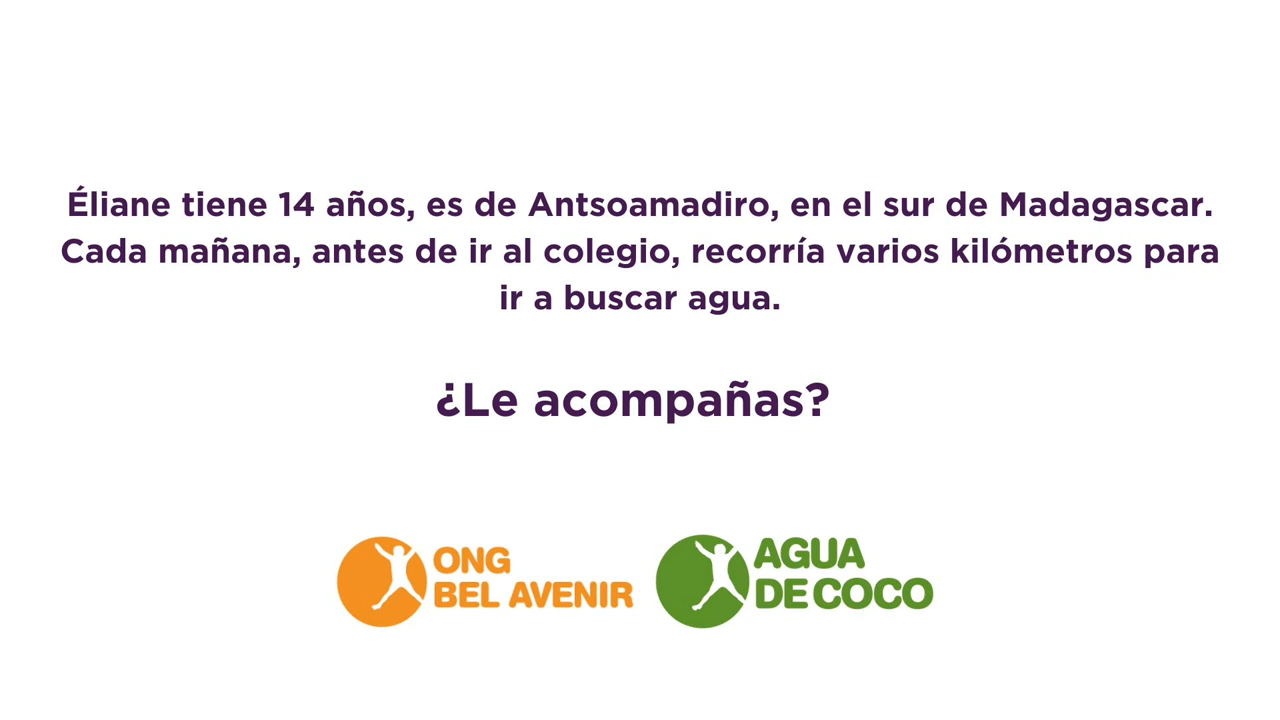 Éliane tiene 14 años, es de Antsoamadiro, en el sur de Madagascar.
Cada mañana, antes de ir al colegio, recorría varios kilómetros para
ir a buscar agua.
¿Le acompañas?
ONG
BEL AVENIR
AGUA
DE COCO